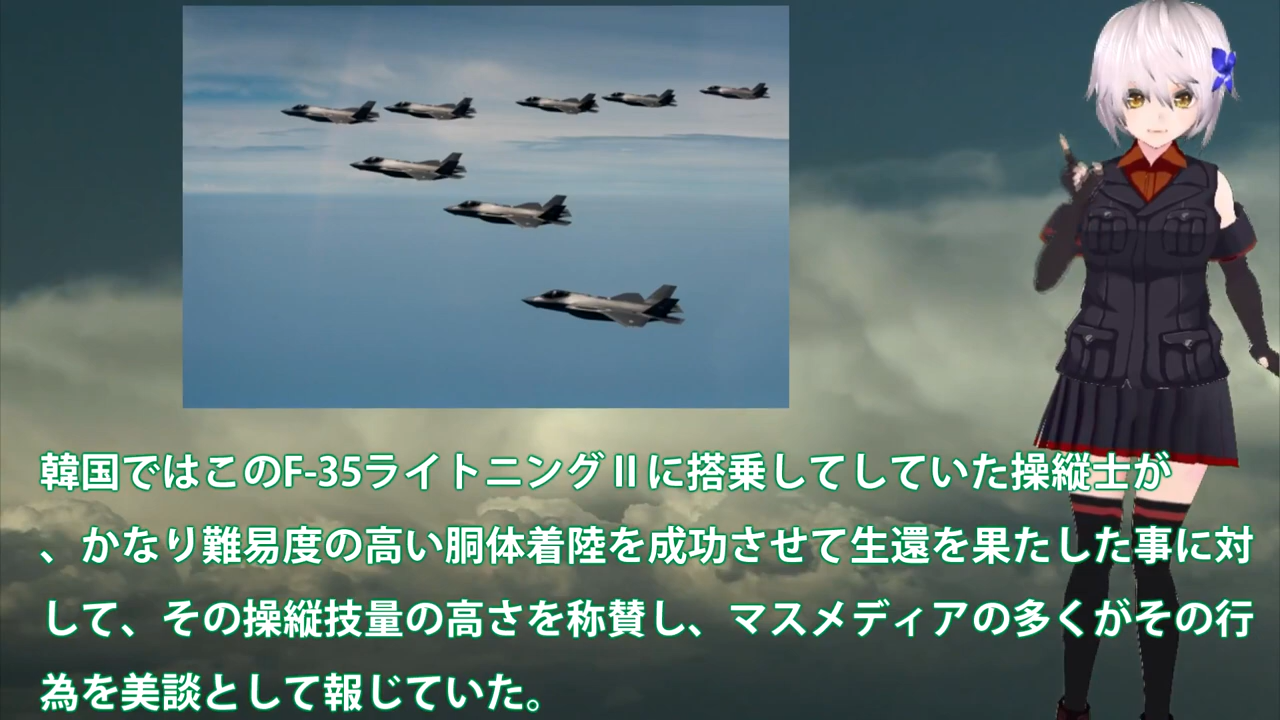 韓国ではこのF-35ライトニングⅡに搭乗してしていた操縦士が
、かなり難易度の高い胴体着陸を成功させて生還を果たした事に対
して、その操縦技量の高さを称賛し、マスメディアの多くがその行
為を美談として報じていた。